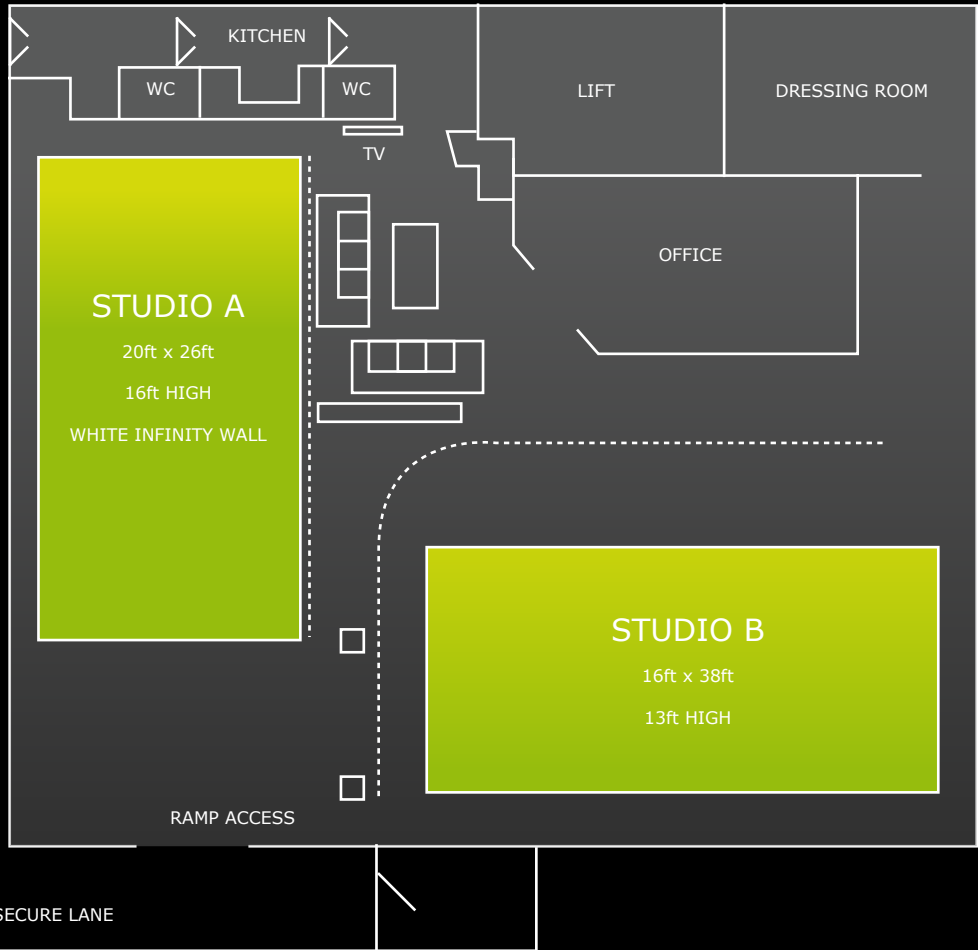 KITCHEN
WC
WC
LIFT
DRESSING ROOM
TV
OFFICE
STUDIO A
20ft x 26ft
16ft HIGH
WHITE INFINITY WALL
STUDIO B
16ft x 38ft
13ft HIGH
RAMP ACCESS
SECURE LANE